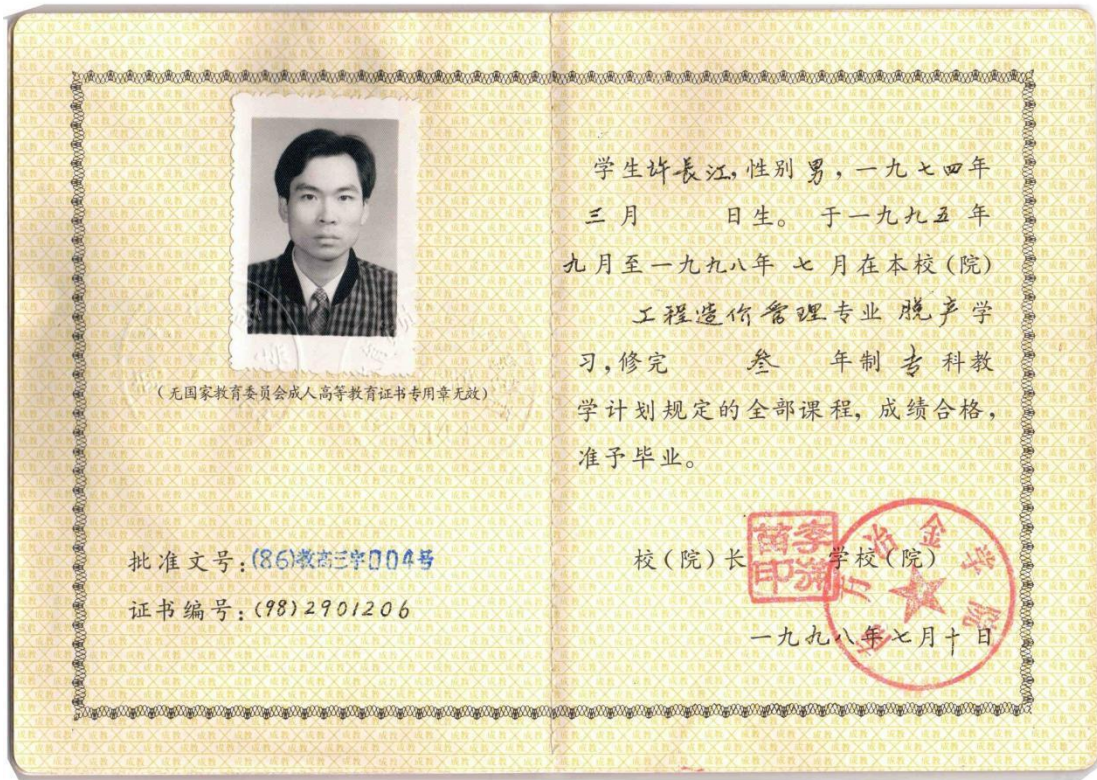 (无国家教育委员会成人高等教育证书专用章无效)
批准文号:(86)教高三字004号
证书编号:(98)2901206
学生许长江,性别男,一九七四年
三月 日生。于一九九五年
九月至一九九八年 七月在本校(院)
工程造价管理专业 脱产学
习,修完 叁 年制 专 科教
学计划规定的全部课程,成绩合格,
准予毕业。
校(院)长
学校(院)
冶金学院
一九九八年七月十日